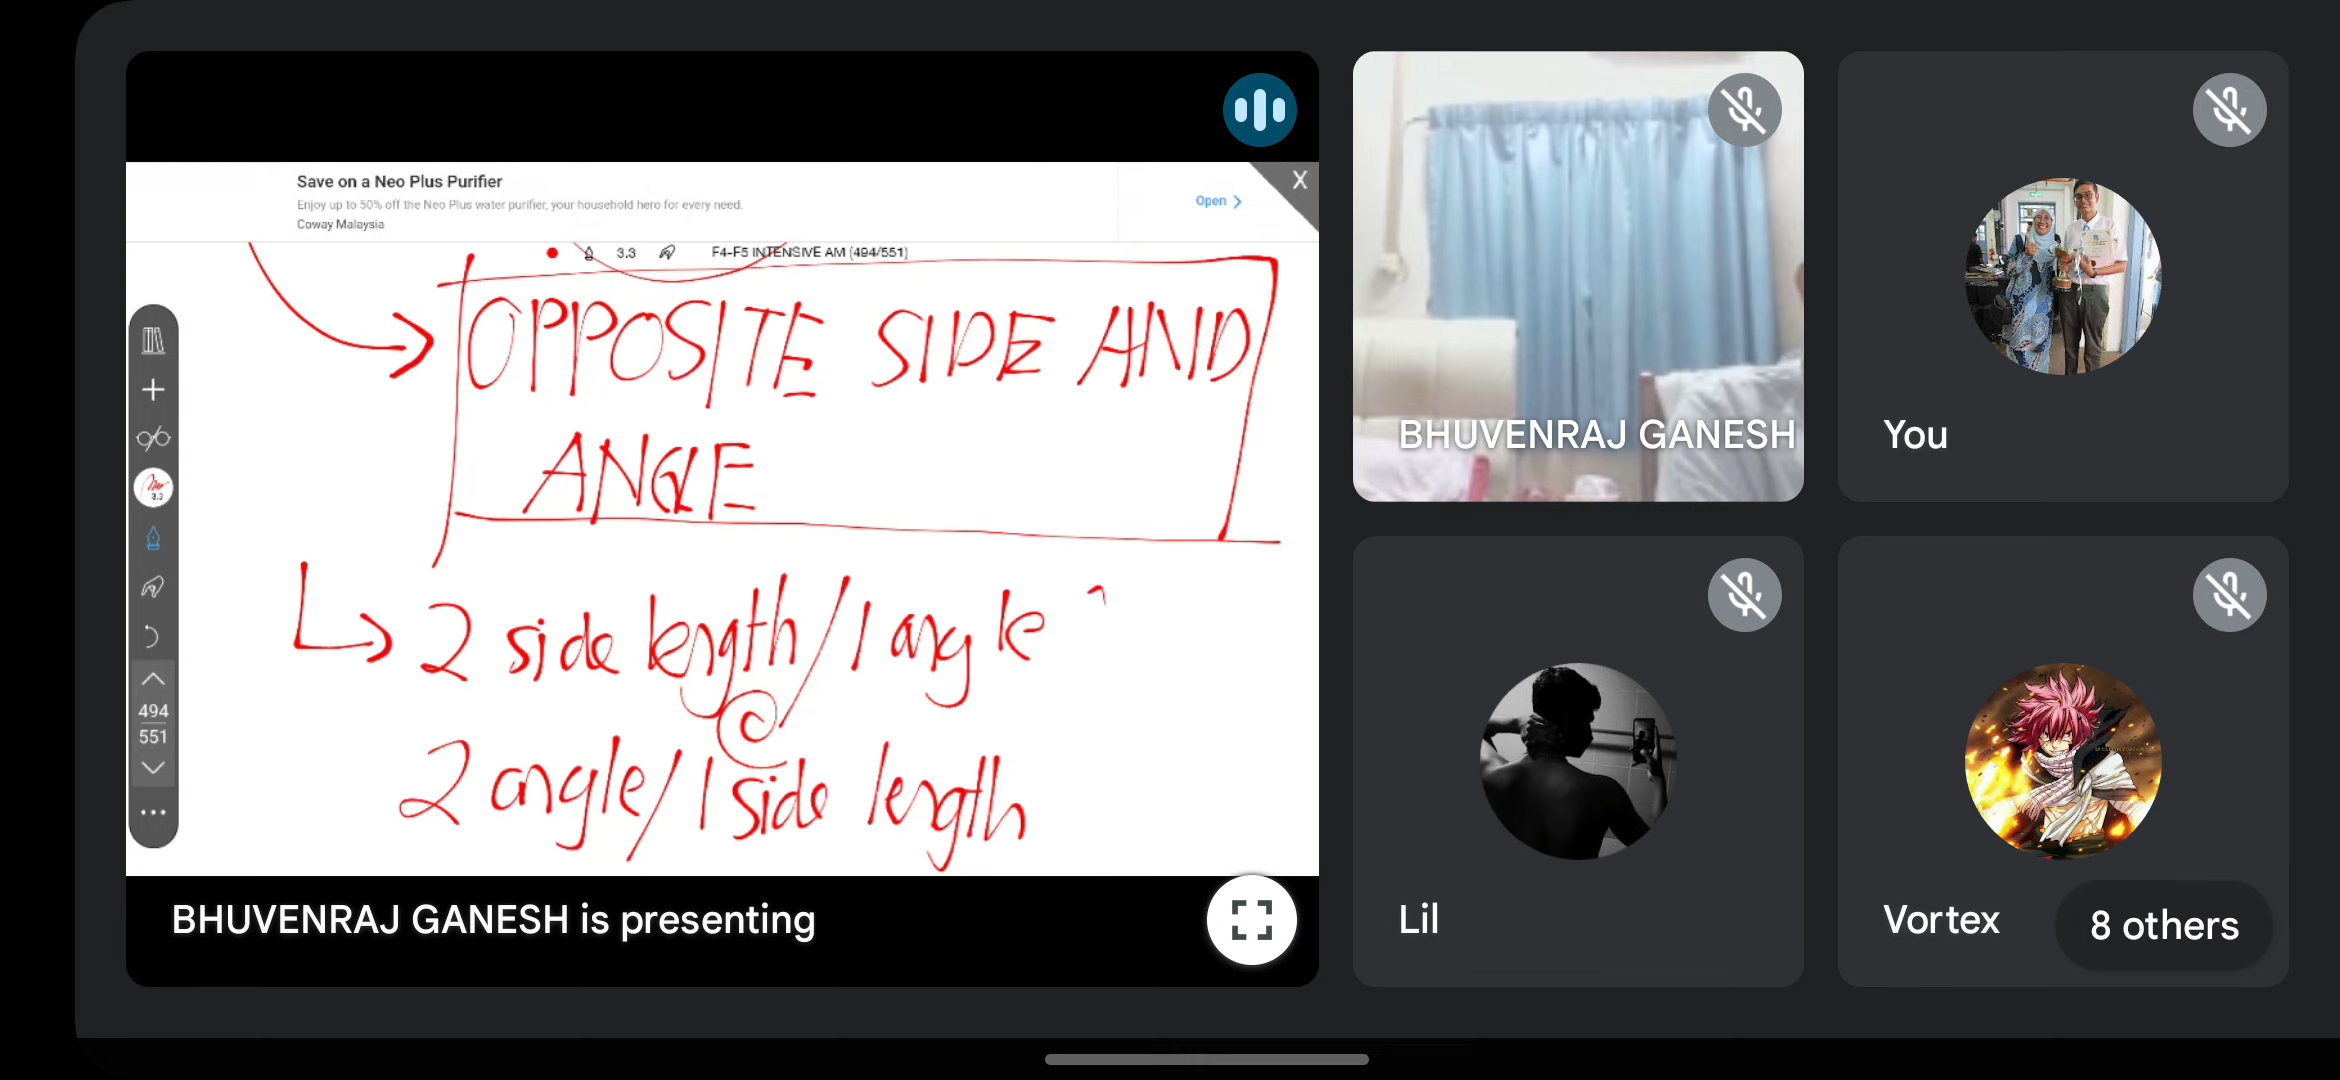 Save on a Neo Plus Purifier
Enjoy up to 50% off the Neo Plus water purifier, your household hero for every need.
Coway Malaysia
Open
X
3.3 F4-F5 INTENSIVE AM (494/551)
OPPOSITE SIDE AND
ANGLE
2 side length/1 angle
@
2 angle/1 side length
3.3
494
551
BHUVENRAJ GANESH is presenting
BHUVENRAJ GANESH
You
Lil
Vortex
8 others